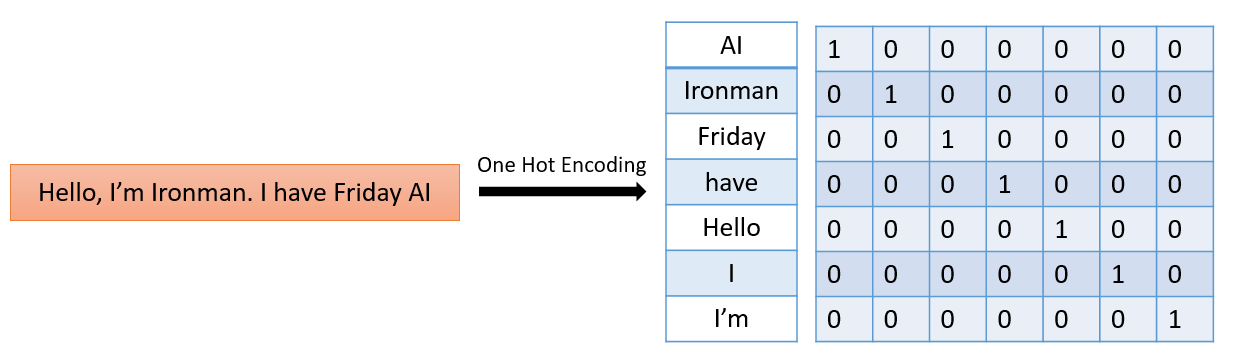 Hello, I’m Ironman. I have Friday AI
One Hot Encoding
AI 1 0 0 0 0 0 0
Ironman 0 1 0 0 0 0 0
Friday 0 0 1 0 0 0 0
have 0 0 0 1 0 0 0
Hello 0 0 0 0 1 0 0
I 0 0 0 0 0 1 0
I’m 0 0 0 0 0 0 1